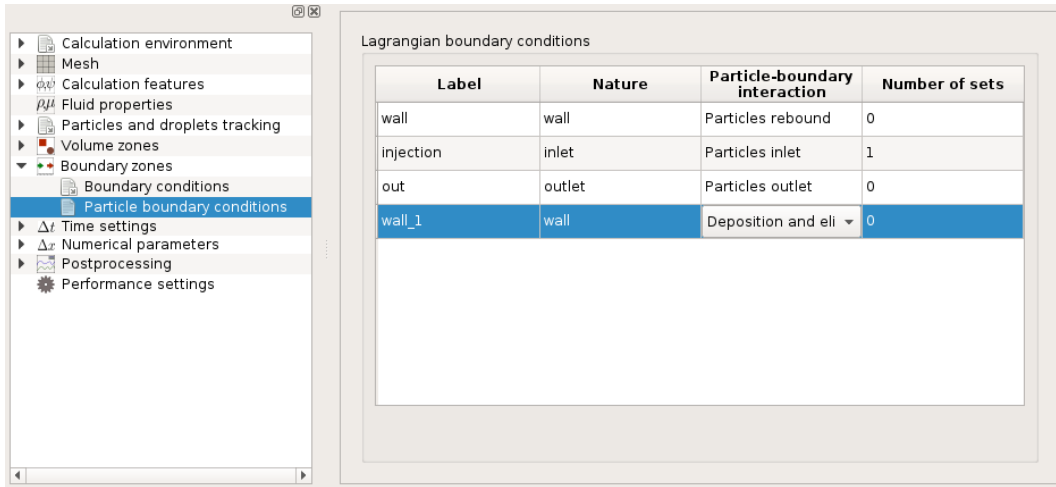 Calculation environment
Mesh
φ,ψ Calculation features
ρ,μ Fluid properties
Particles and droplets tracking
Volume zones
Boundary zones
Boundary conditions
Particle boundary conditions
Δt Time settings
Δx Numerical parameters
Postprocessing
Performance settings
Lagrangian boundary conditions
Label Nature Particle-boundary interaction Number of sets
wall wall Particles rebound 0
injection inlet Particles inlet 1
out outlet Particles outlet 0
wall_1 wall Deposition and eli 0